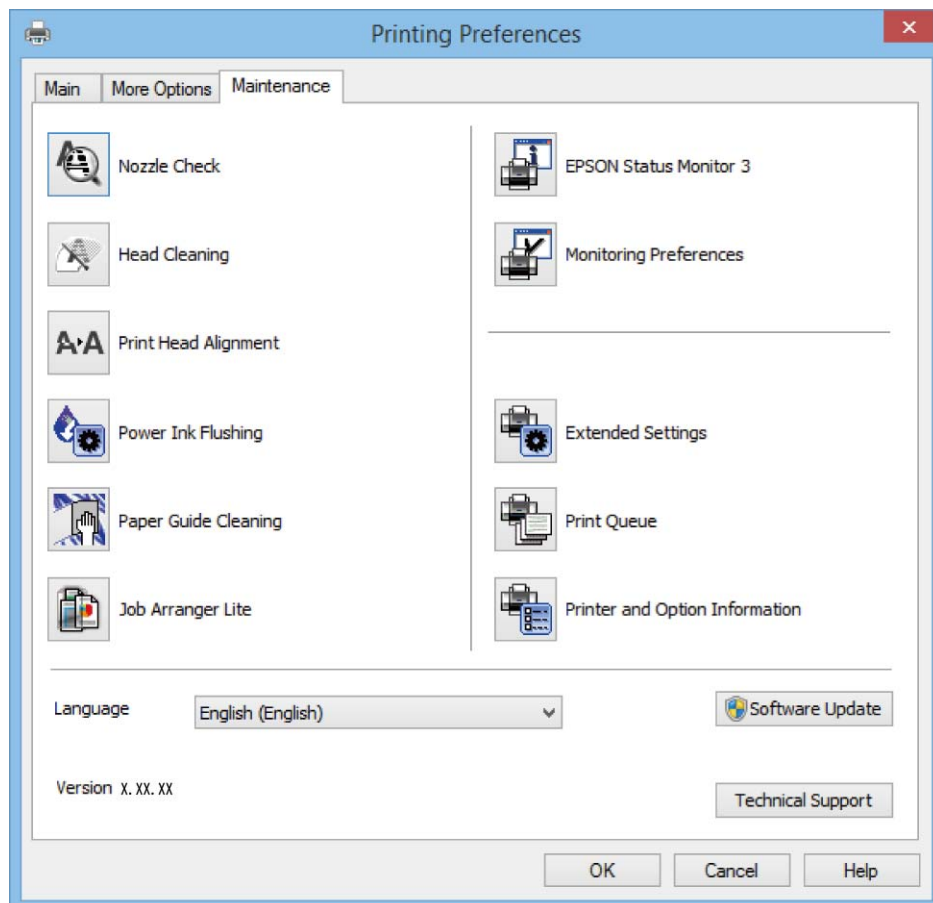 Printing Preferences
Main
More Options
Maintenance
Nozzle Check
Head Cleaning
Print Head Alignment
Power Ink Flushing
Paper Guide Cleaning
Job Arranger Lite
EPSON Status Monitor 3
Monitoring Preferences
Extended Settings
Print Queue
Printer and Option Information
Language
English (English)
Software Update
Version X.XX.XX
Technical Support
OK
Cancel
Help